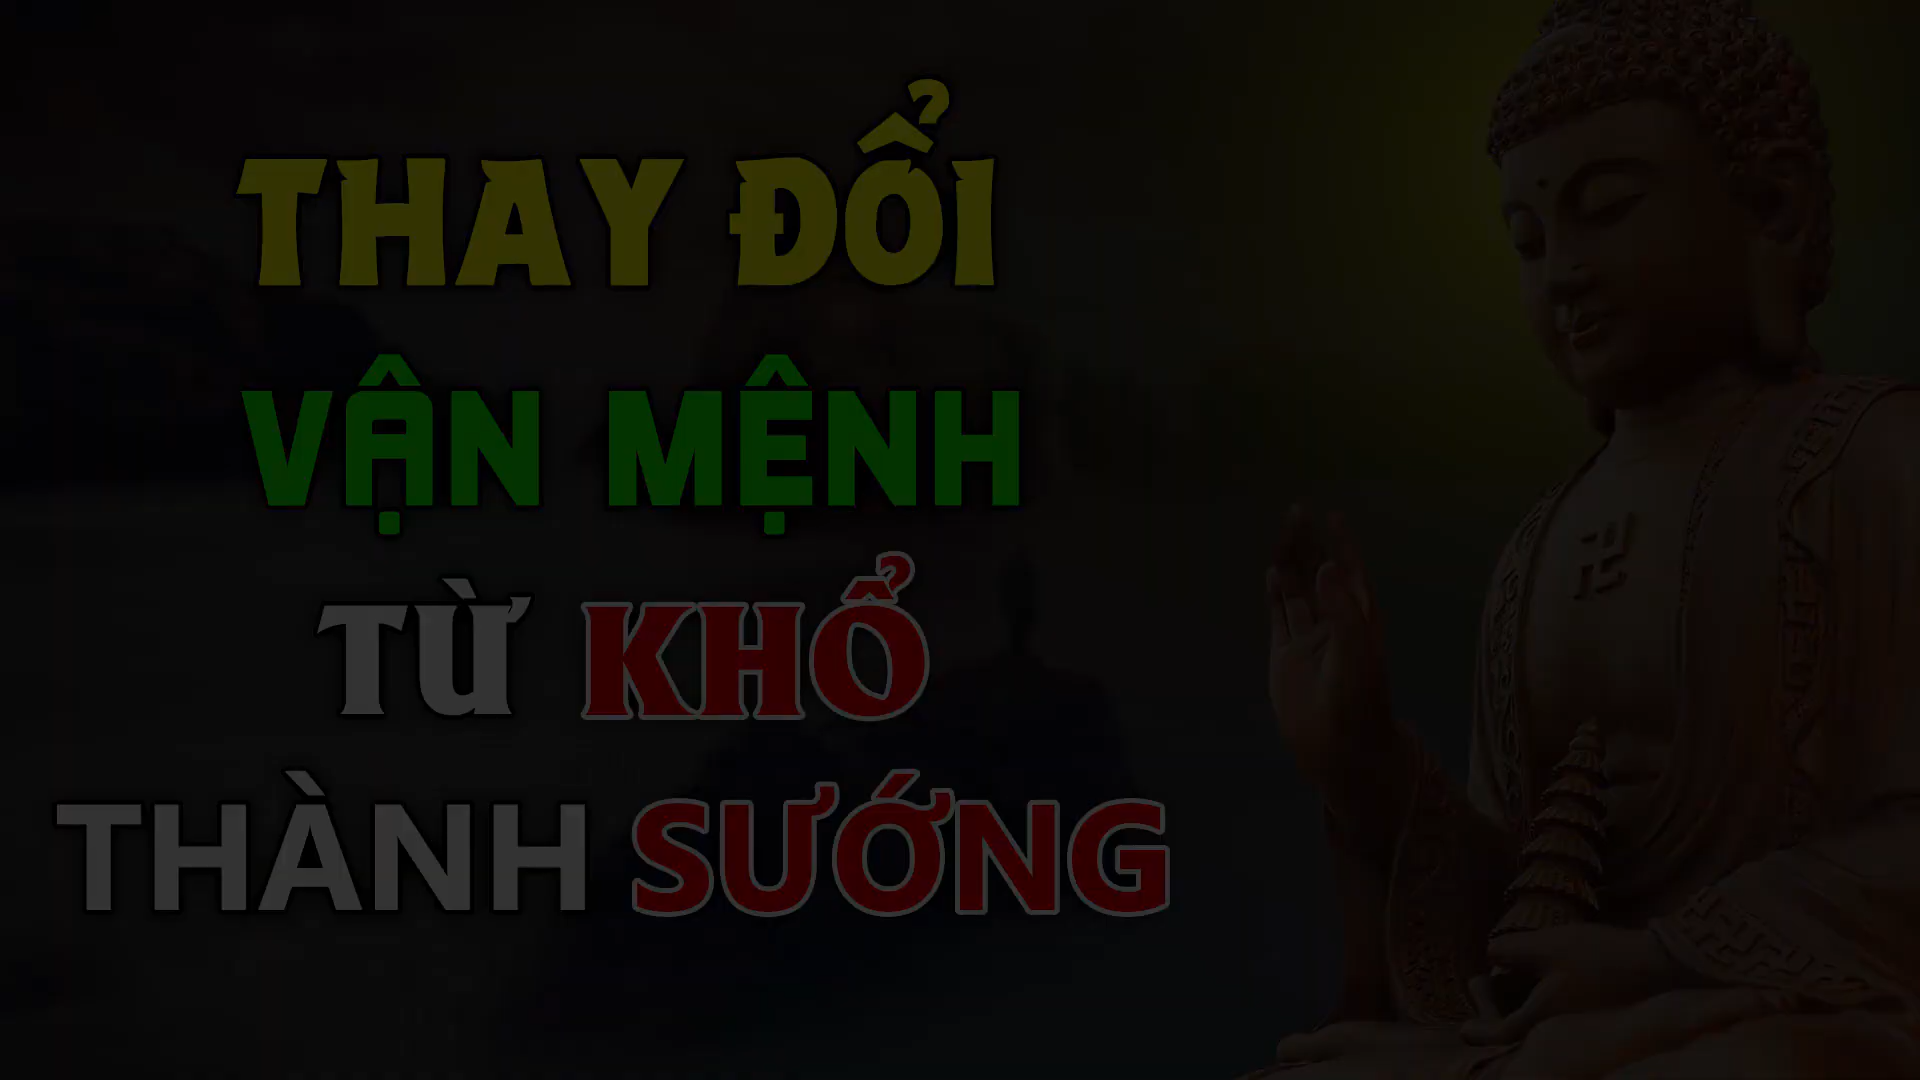 THAY ĐỔI
VẬN MỆNH
TỪ KHỔ
THÀNH SƯỚNG